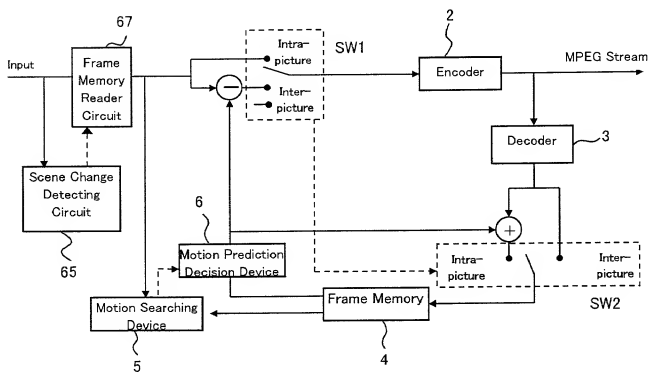 67
Input
Frame
Memory
Reader
Circuit
Intra-
picture
SW1
Inter-
picture
2
Encoder
MPEG Stream
Decoder
3
Scene Change
Detecting
Circuit
65
6
Motion Prediction
Decision Device
Intra-
picture
Inter-
picture
SW2
Motion Searching
Device
5
Frame Memory
4